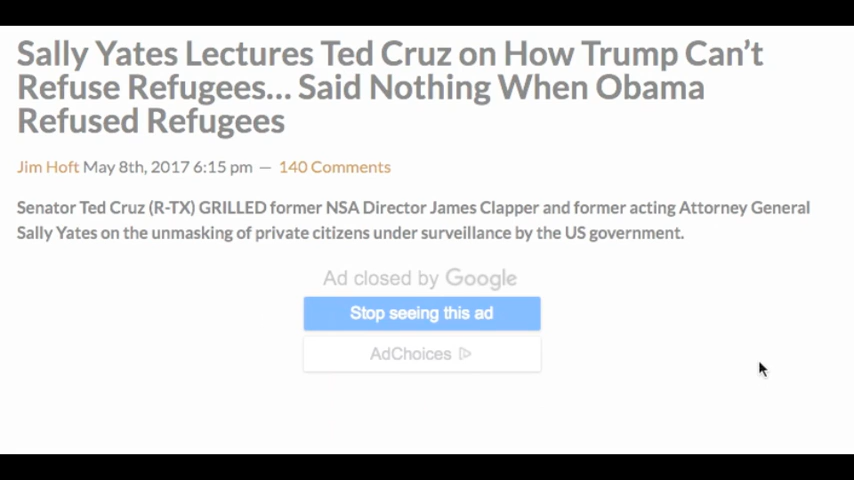 Sally Yates Lectures Ted Cruz on How Trump Can't
Refuse Refugees... Said Nothing When Obama
Refused Refugees
Jim Hoft May 8th, 2017 6:15 pm — 140 Comments
Senator Ted Cruz (R-TX) GRILLED former NSA Director James Clapper and former acting Attorney General
Sally Yates on the unmasking of private citizens under surveillance by the US government.
Ad closed by Google
Stop seeing this ad
AdChoices